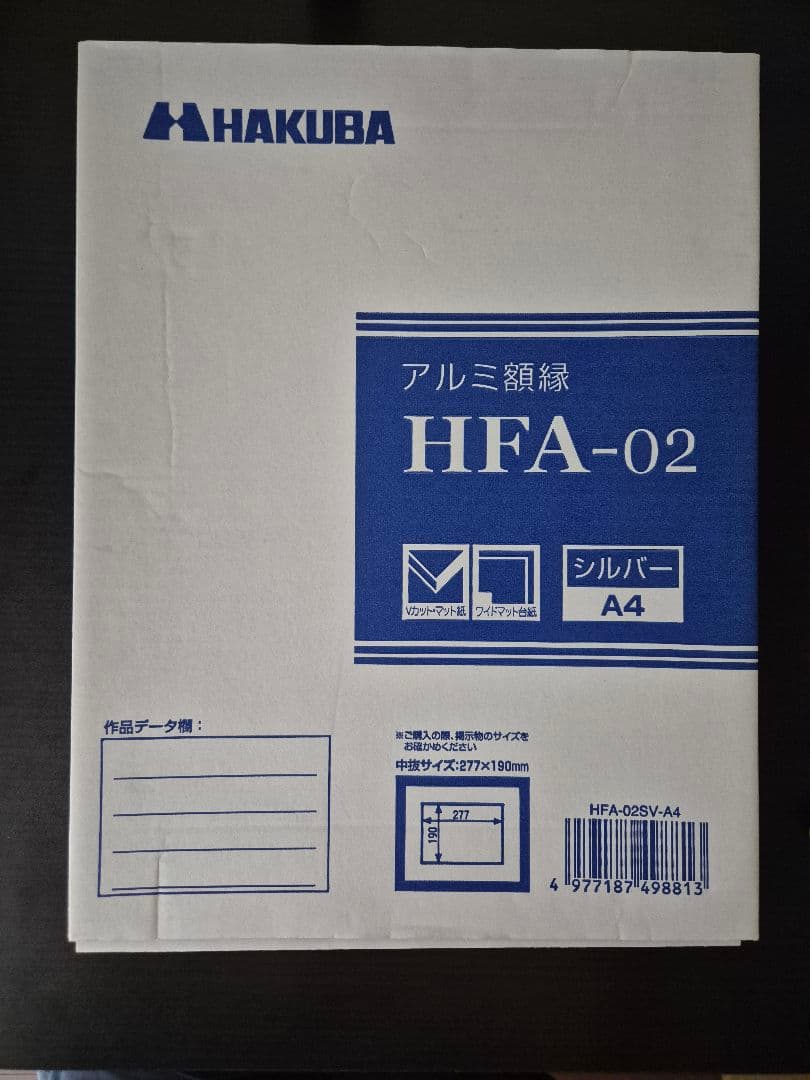 HAKUBA
アルミ額縁
HFA-02
Vカット・マット紙
ワイドマット台紙
シルバー
A4
作品データ欄：
※ご購入の際、掲示物のサイズを
お確かめください
中抜サイズ:277×190mm
277
190
HFA-02SV-A4
4 977187 498813